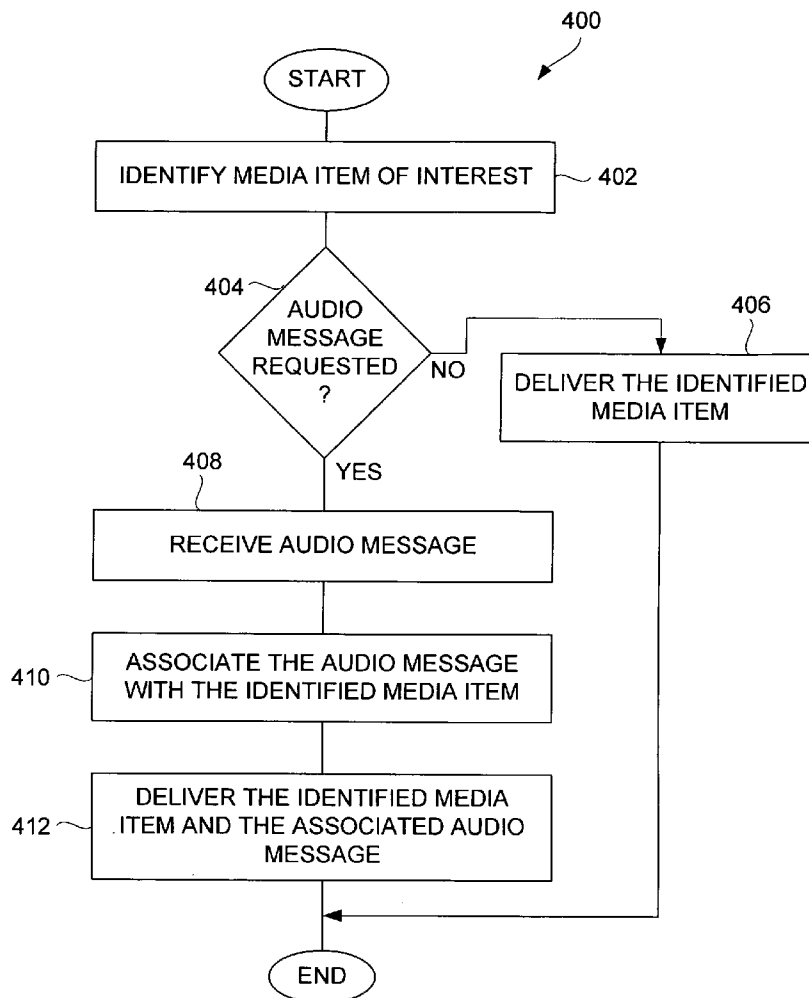 400
START
IDENTIFY MEDIA ITEM OF INTEREST
402
404
AUDIO
MESSAGE
REQUESTED
?
NO
YES
406
DELIVER THE IDENTIFIED
MEDIA ITEM
408
RECEIVE AUDIO MESSAGE
410
ASSOCIATE THE AUDIO MESSAGE
WITH THE IDENTIFIED MEDIA ITEM
412
DELIVER THE IDENTIFIED MEDIA
ITEM AND THE ASSOCIATED AUDIO
MESSAGE
END